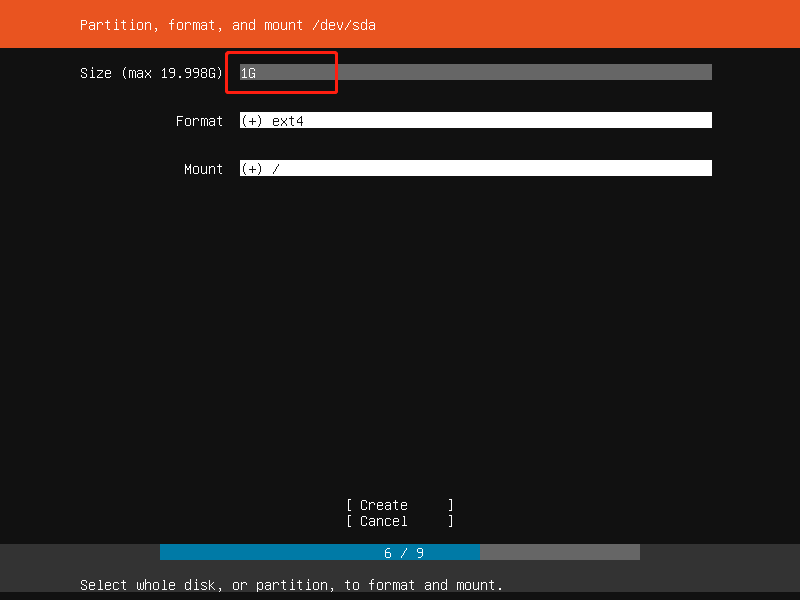 Partition, format, and mount /dev/sda
Size (max 19.998G) 1G
Format (+) ext4
Mount (+) /
[ Create ]
[ Cancel ]
6 / 9
Select whole disk, or partition, to format and mount.